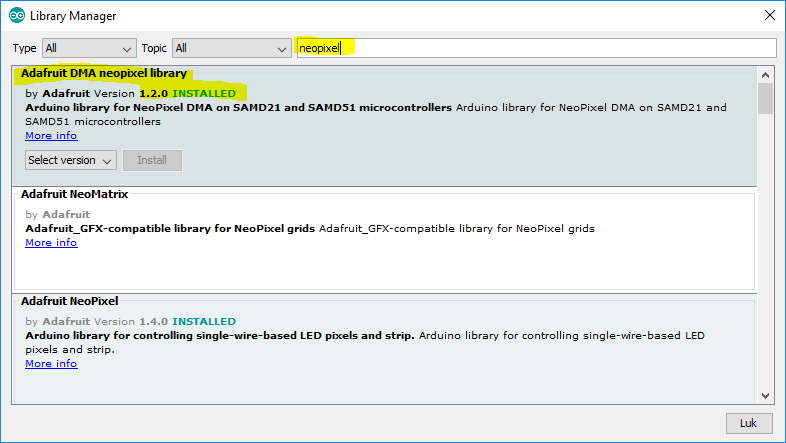 Library Manager
Type All Topic All neopixel
Adafruit DMA neopixel library
by Adafruit Version 1.2.0 INSTALLED
Arduino library for NeoPixel DMA on SAMD21 and SAMD51 microcontrollers Arduino library for NeoPixel DMA on SAMD21 and
SAMD51 microcontrollers
More info
Select version Install
Adafruit NeoMatrix
by Adafruit
Adafruit_GFX-compatible library for NeoPixel grids Adafruit_GFX-compatible library for NeoPixel grids
More info
Adafruit NeoPixel
by Adafruit Version 1.4.0 INSTALLED
Arduino library for controlling single-wire-based LED pixels and strip. Arduino library for controlling single-wire-based LED
pixels and strip.
More info
Luk